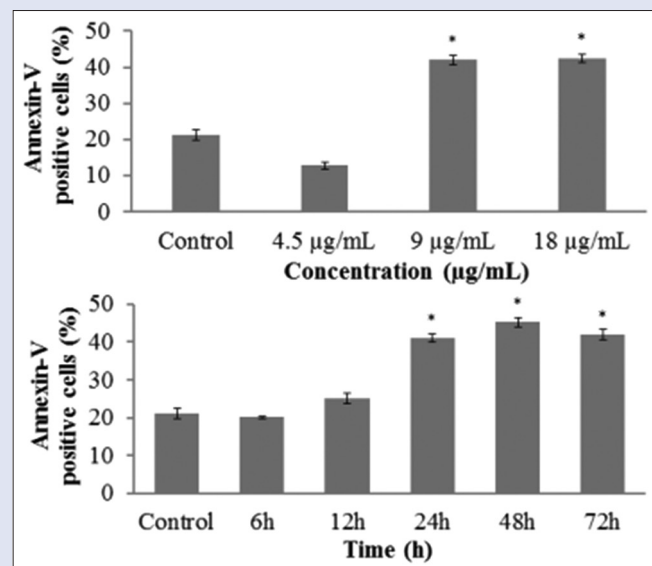 Annexin-V
positive cells (%)
50
40
30
20
10
0
* *
Control 4.5 µg/mL 9 µg/mL 18 µg/mL
Concentration (µg/mL)
Annexin-V
positive cells (%)
50
40
30
20
10
0
* * *
Control 6h 12h 24h 48h 72h
Time (h)